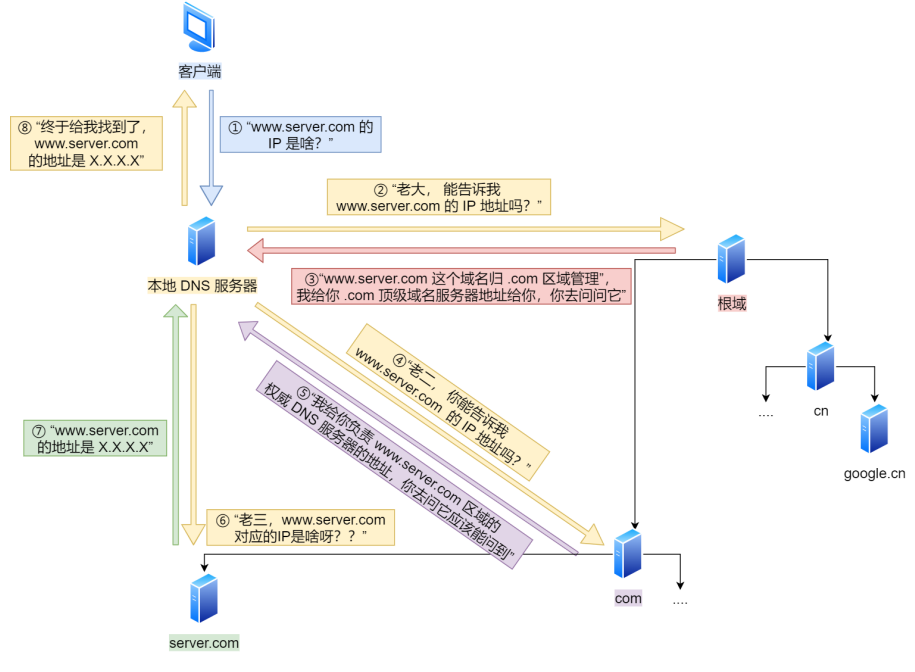 客户端
⑧ “终于给我找到了，
www.server.com
的地址是 X.X.X.X”
① “www.server.com 的
IP 是啥？”
② “老大， 能告诉我
www.server.com 的 IP 地址吗？”
本地 DNS 服务器
③“www.server.com 这个域名归 .com 区域管理”，
我给你 .com 顶级域名服务器地址给你，你去问问它”
根域
④“老二，你能告诉我
www.server.com 的 IP 地址吗？”
⑤“我给你负责 www.server.com 区域的
权威 DNS 服务器的地址，你去问它应该能问到”
....
cn
google.cn
⑦ “www.server.com
的地址是 X.X.X.X”
⑥ “老三，www.server.com
对应的IP是啥呀？？”
com
....
server.com